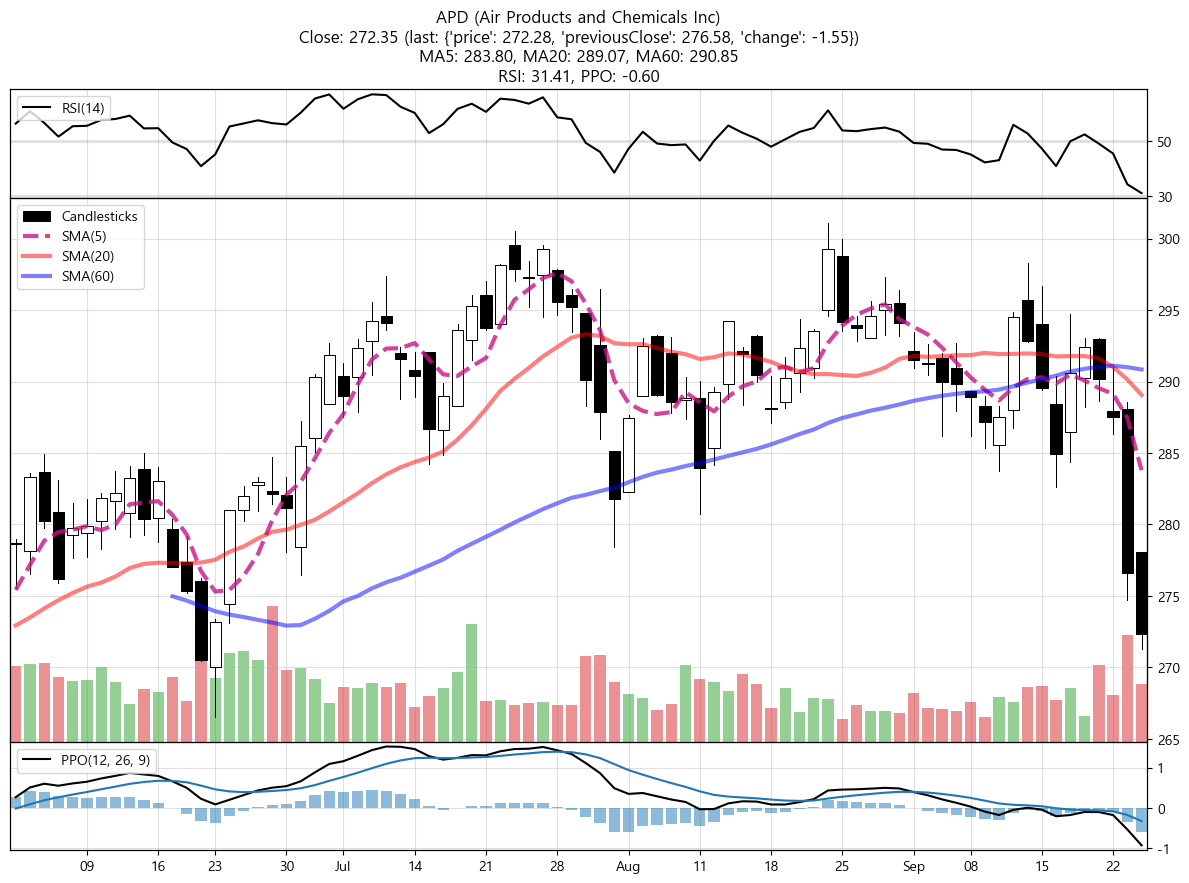 APD (Air Products and Chemicals Inc)
Close: 272.35 (last: {'price': 272.28, 'previousClose': 276.58, 'change': -1.55})
MA5: 283.80, MA20: 289.07, MA60: 290.85
RSI: 31.41, PPO: -0.60
RSI(14)
50
30
Candlesticks
SMA(5)
SMA(20)
SMA(60)
300
295
290
285
280
275
270
265
PPO(12, 26, 9)
1
0
-1
09 16 23 30 Jul 14 21 28 Aug 11 18 25 Sep 08 15 22